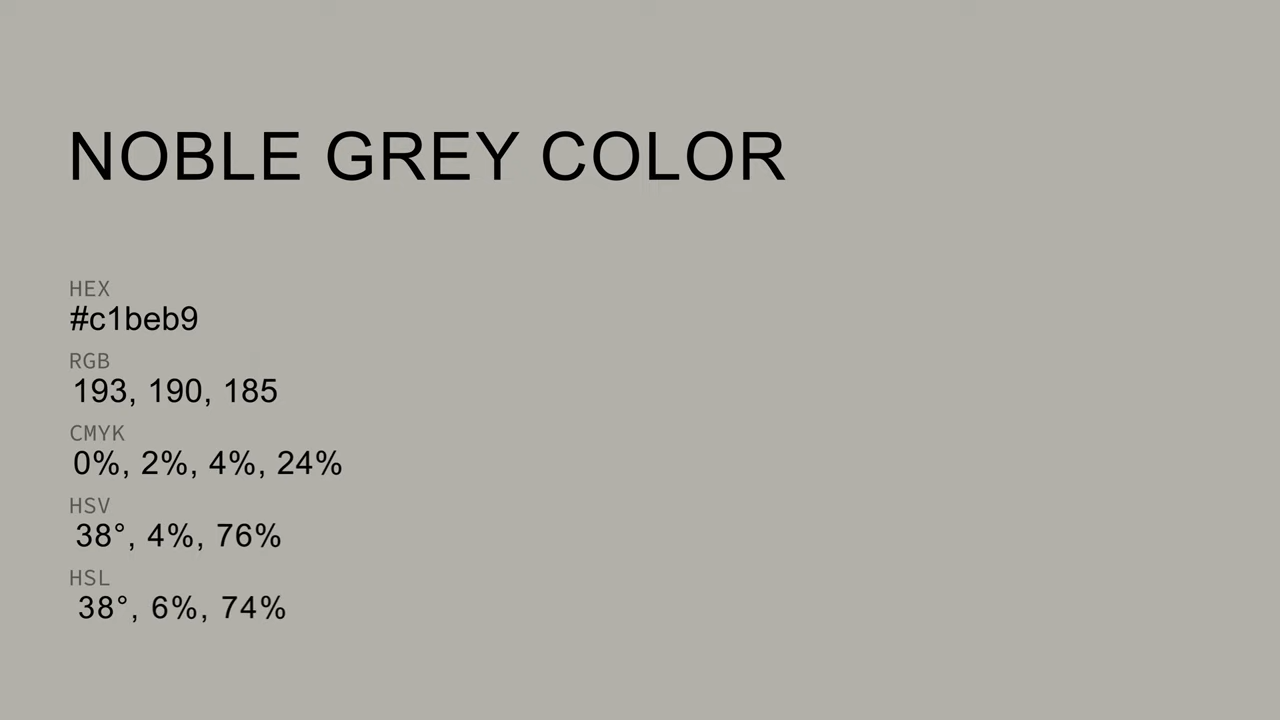 NOBLE GREY COLOR
HEX
#c1beb9
RGB
193, 190, 185
CMYK
0%, 2%, 4%, 24%
HSV
38°, 4%, 76%
HSL
38°, 6%, 74%